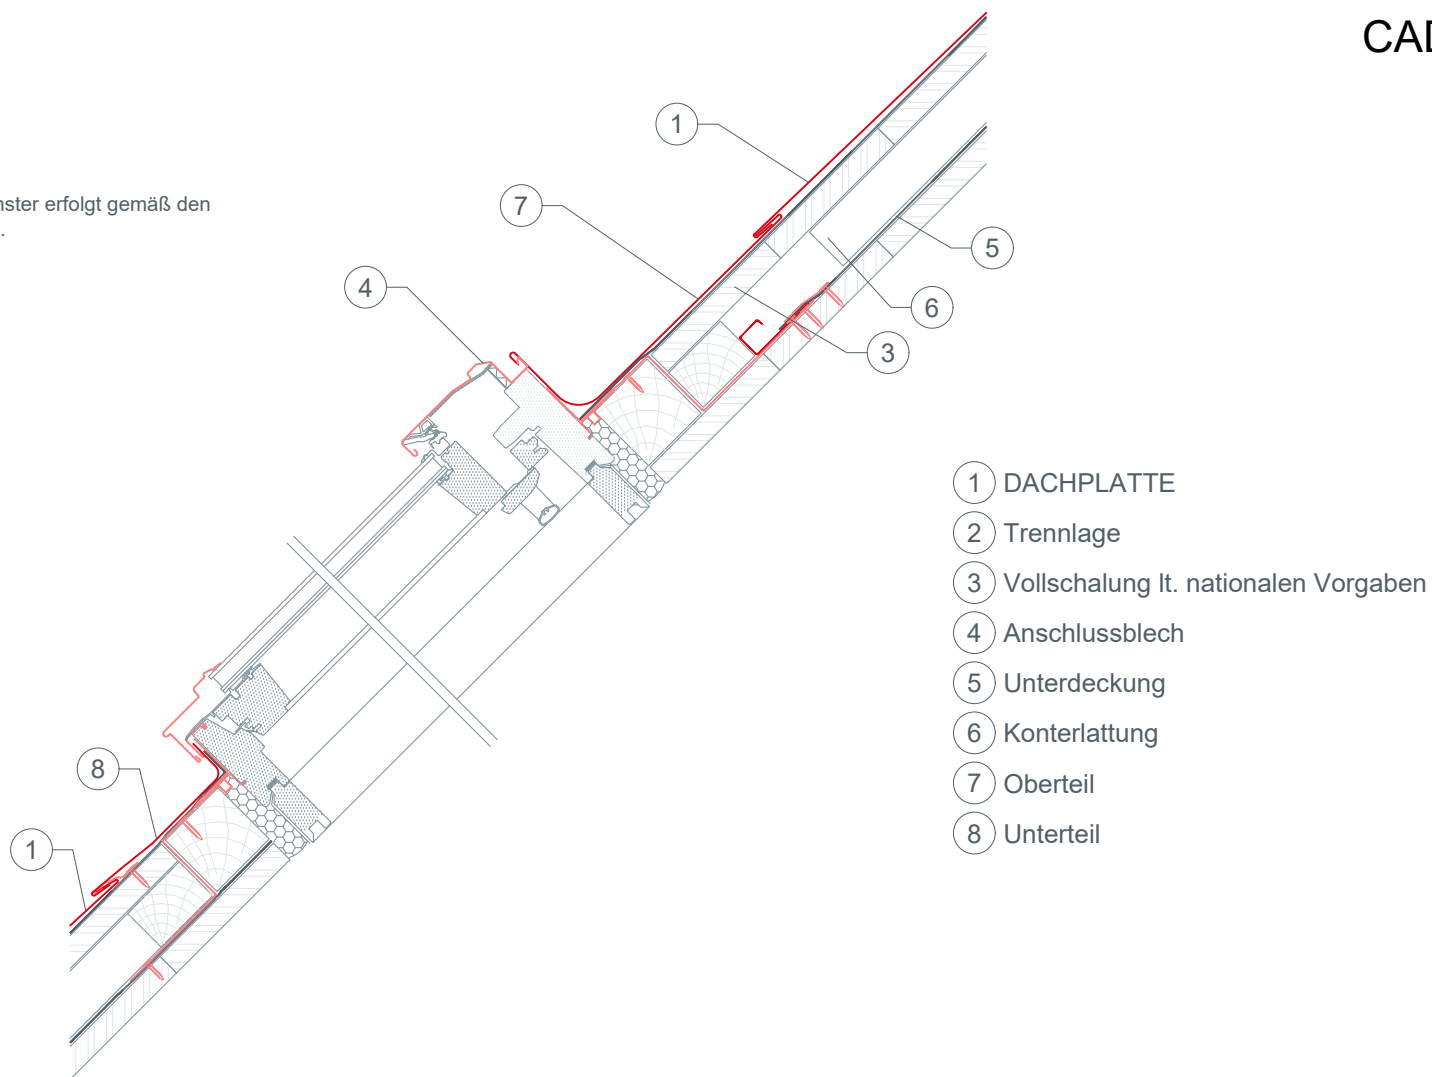 CAD
nster erfolgt gemäß den
.
1
7
4
5
6
3
8
1
1 DACHPLATTE
2 Trennlage
3 Vollschalung lt. nationalen Vorgaben
4 Anschlussblech
5 Unterdeckung
6 Konterlattung
7 Oberteil
8 Unterteil